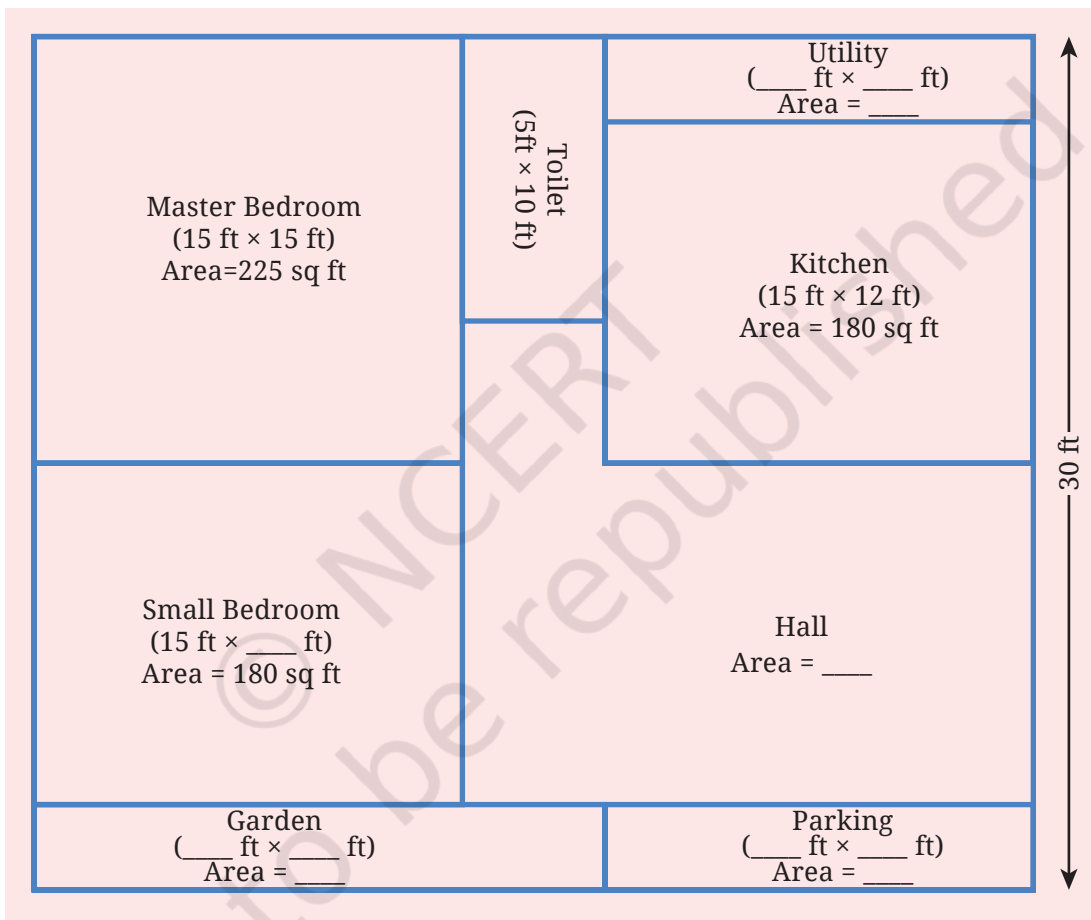 Utility
(____ ft × ____ ft)
Area = ____
Toilet
(5ft × 10 ft)
Master Bedroom
(15 ft × 15 ft)
Area=225 sq ft
Kitchen
(15 ft × 12 ft)
Area = 180 sq ft
30 ft
Small Bedroom
(15 ft × ____ ft)
Area = 180 sq ft
Hall
Area = ____
Garden
(____ ft × ____ ft)
Area = ____
Parking
(____ ft × ____ ft)
Area = ____
© NCERT
to be republished